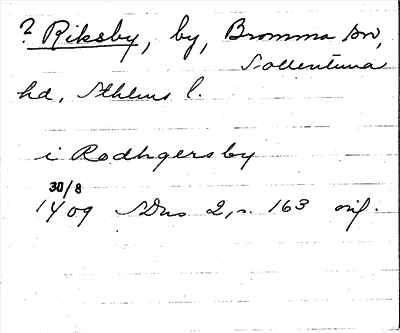 ? Riksby, by, Bromma sn,
Sollentuna
hd, Sthlms l.
i Rodhgersby
30/8
1409 SDns 2, s. 163 orig.